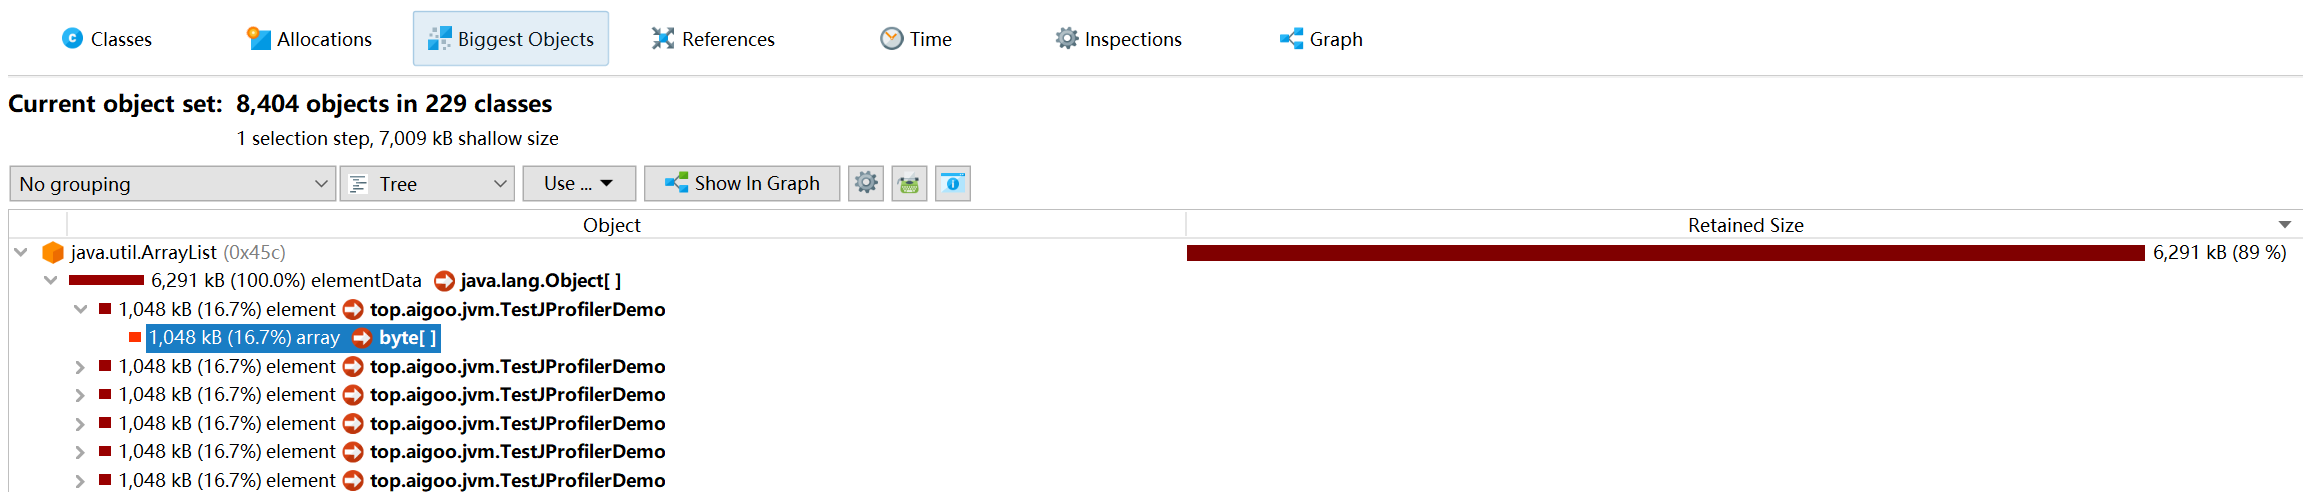 Classes Allocations Biggest Objects References Time Inspections Graph
Current object set: 8,404 objects in 229 classes
1 selection step, 7,009 kB shallow size
No grouping Tree Use ... Show In Graph
Object Retained Size
java.util.ArrayList (0x45c) 6,291 kB (89 %)
6,291 kB (100.0%) elementData java.lang.Object[ ]
1,048 kB (16.7%) element top.aigoo.jvm.TestJProfilerDemo
1,048 kB (16.7%) array byte[ ]
1,048 kB (16.7%) element top.aigoo.jvm.TestJProfilerDemo
1,048 kB (16.7%) element top.aigoo.jvm.TestJProfilerDemo
1,048 kB (16.7%) element top.aigoo.jvm.TestJProfilerDemo
1,048 kB (16.7%) element top.aigoo.jvm.TestJProfilerDemo
1,048 kB (16.7%) element top.aigoo.jvm.TestJProfilerDemo